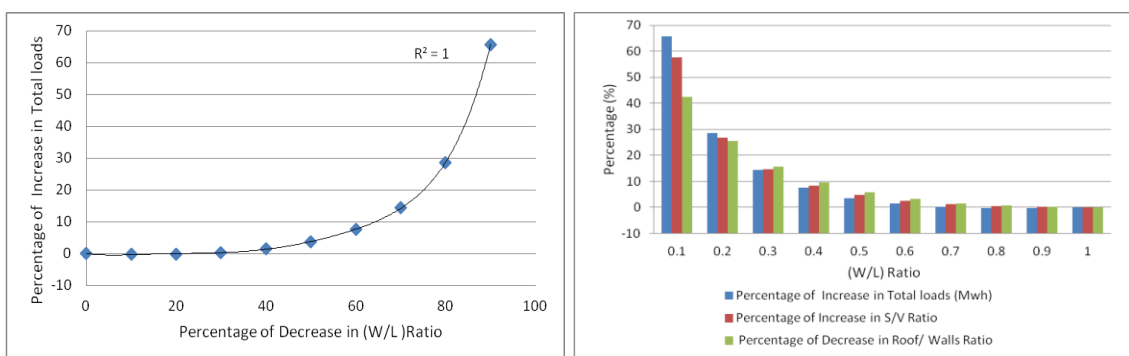 Percentage of Increase in Total loads
70
60
50
40
30
20
10
0
-10
R² = 1
0 20 40 60 80 100
Percentage of Decrease in (W/L )Ratio
Percentage (%)
70
60
50
40
30
20
10
0
-10
0.1 0.2 0.3 0.4 0.5 0.6 0.7 0.8 0.9 1
(W/L) Ratio
Percentage of Increase in Total loads (Mwh)
Percentage of Increase in S/V Ratio
Percentage of Decrease in Roof/ Walls Ratio